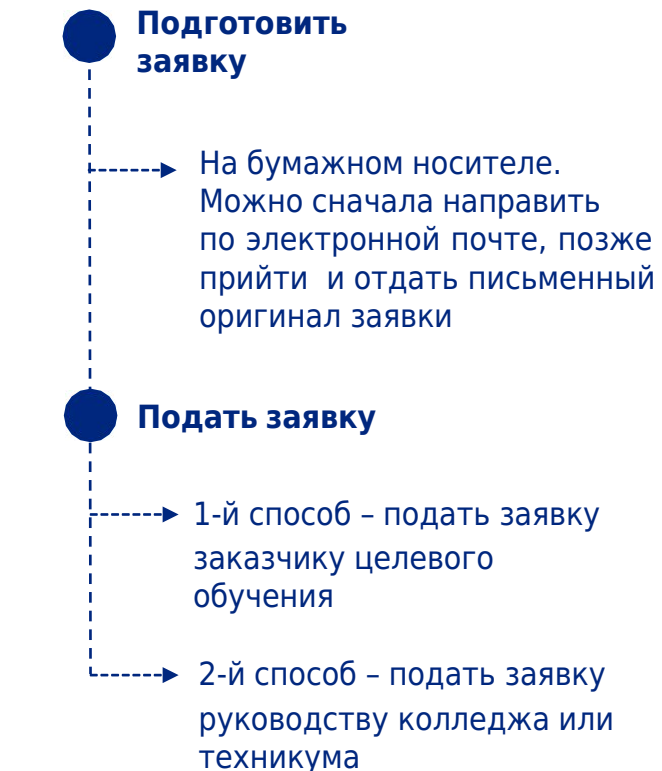 Подготовить
заявку
На бумажном носителе.
Можно сначала направить
по электронной почте, позже
прийти и отдать письменный
оригинал заявки
Подать заявку
1-й способ – подать заявку
заказчику целевого
обучения
2-й способ – подать заявку
руководству колледжа или
техникума